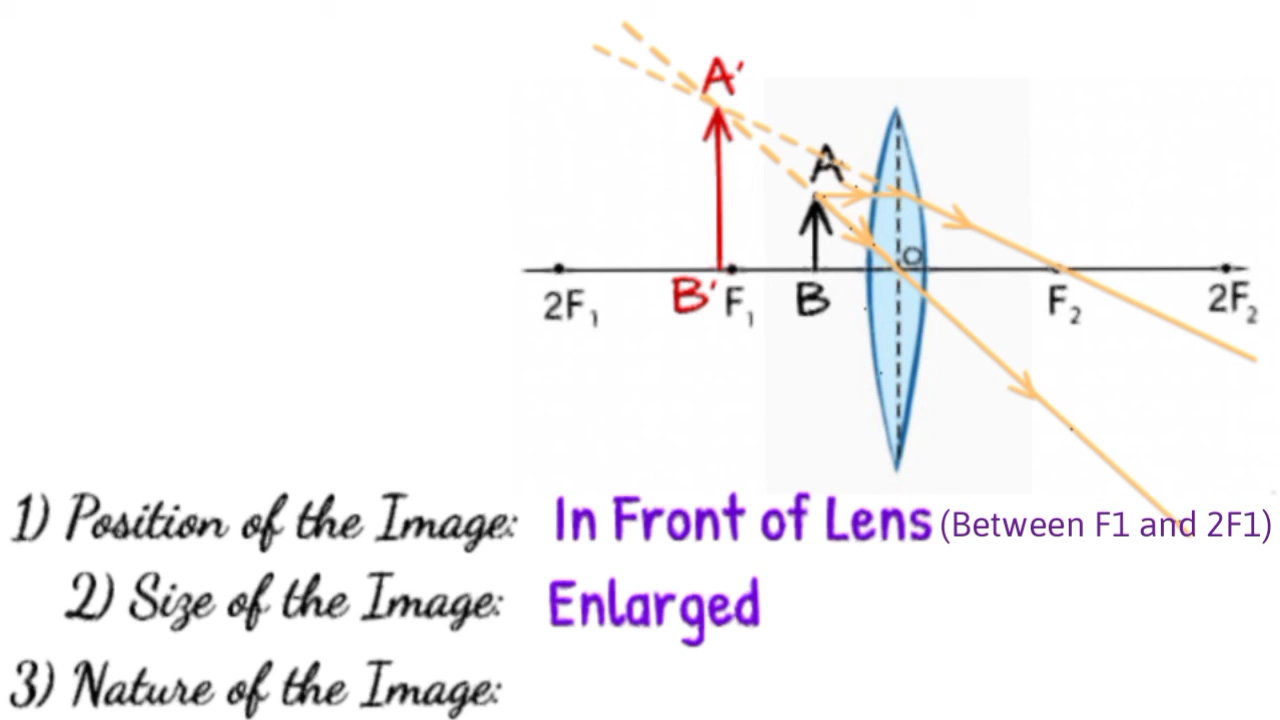 A'
A
O
2F₁ B' F₁ B F₂ 2F₂
1) Position of the Image: In Front of Lens (Between F1 and 2F1)
2) Size of the Image: Enlarged
3) Nature of the Image: